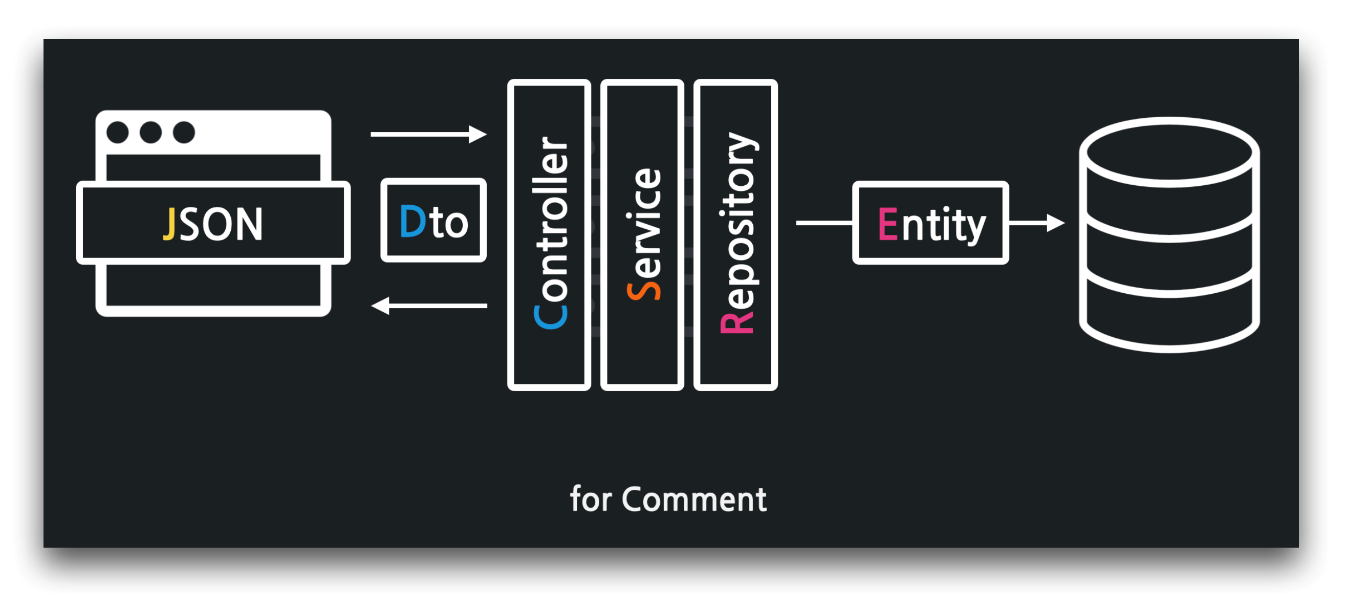 JSON
Dto
Controller
Service
Repository
Entity
for Comment